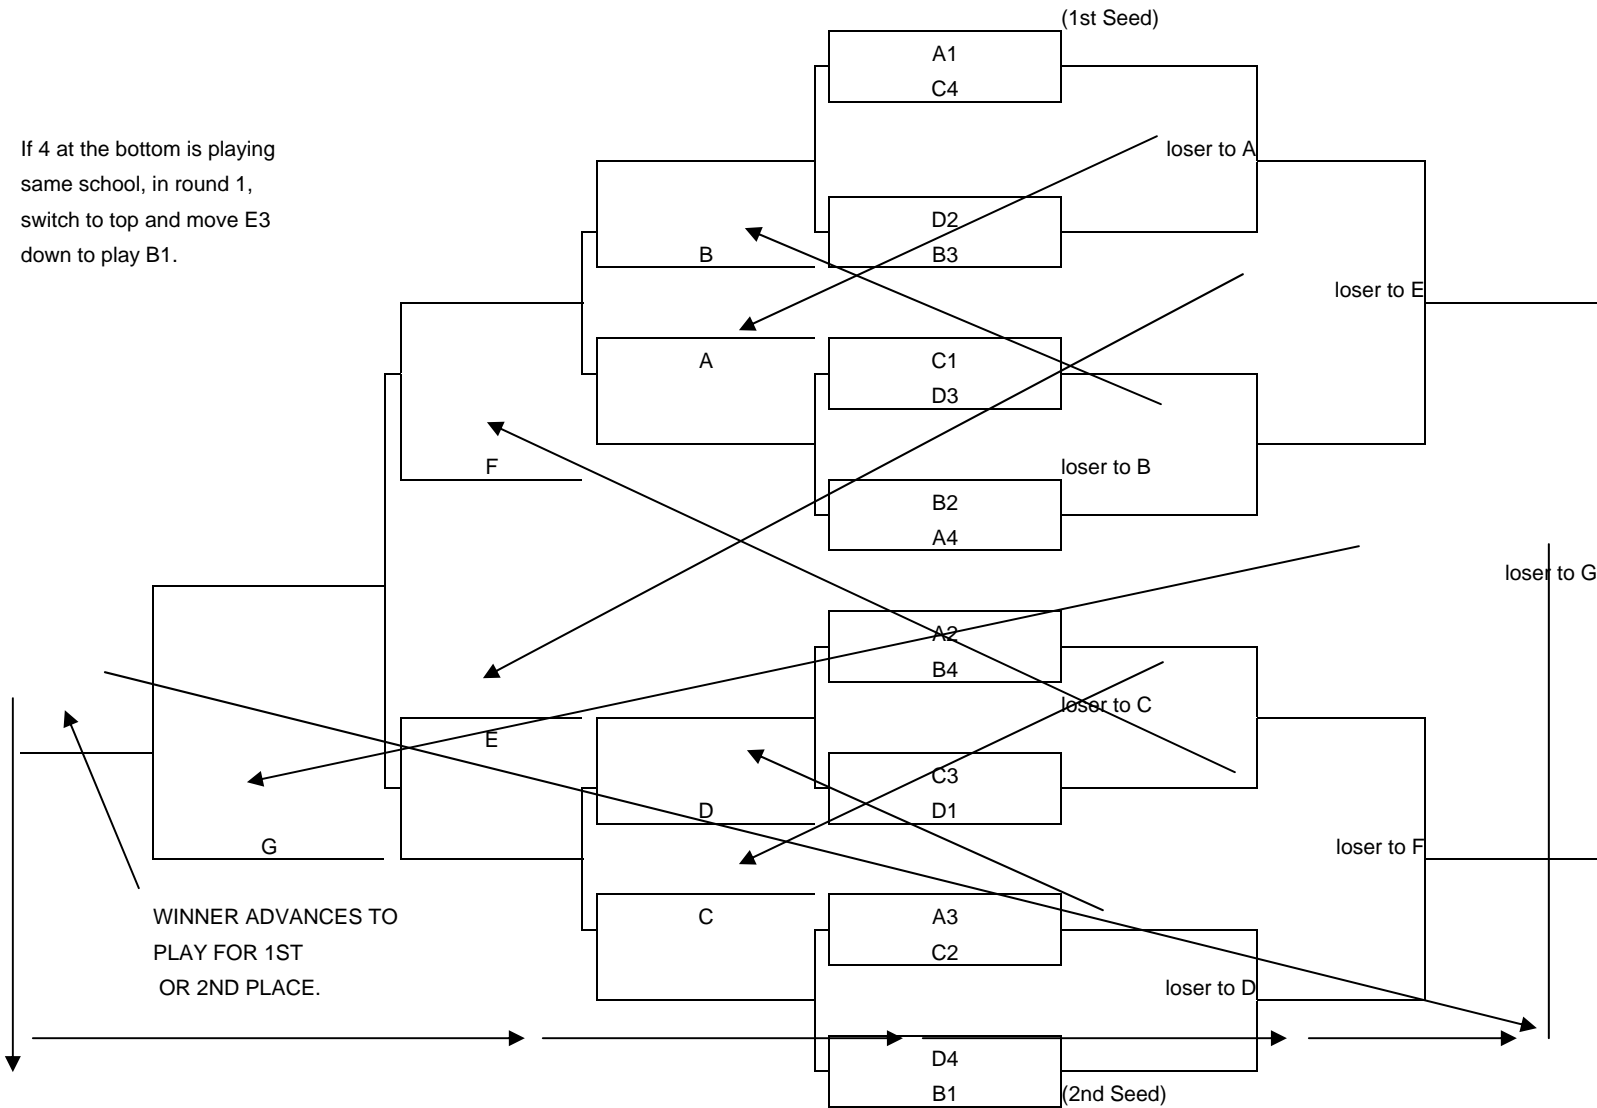 (1st Seed)
A1
C4
If 4 at the bottom is playing
same school, in round 1,
switch to top and move E3
down to play B1.
loser to A
D2
B
B3
loser to E
A
C1
D3
F
loser to B
B2
A4
loser to G
A2
B4
loser to C
E
C3
D
D1
G
loser to F
WINNER ADVANCES TO
PLAY FOR 1ST
OR 2ND PLACE.
C
A3
C2
loser to D
D4
B1
(2nd Seed)